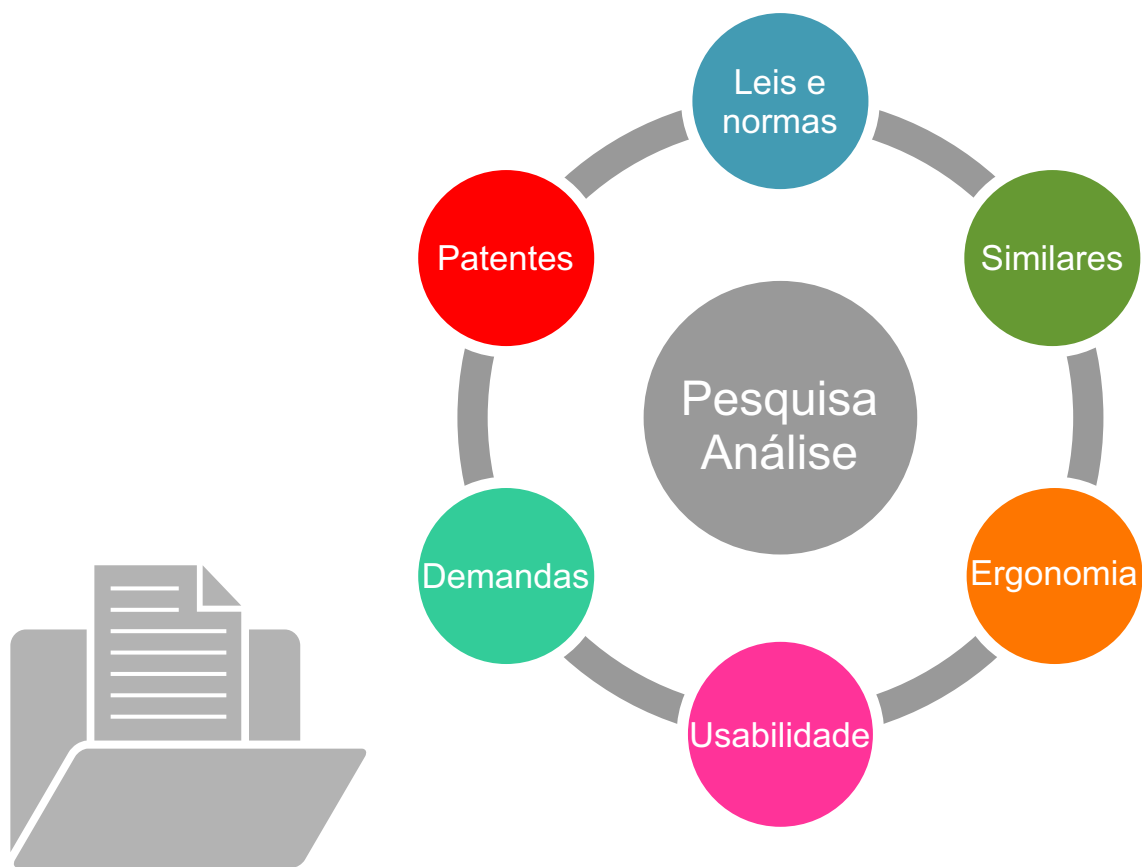 Leis e
normas
Patentes
Similares
Pesquisa
Análise
Demandas
Ergonomia
Usabilidade